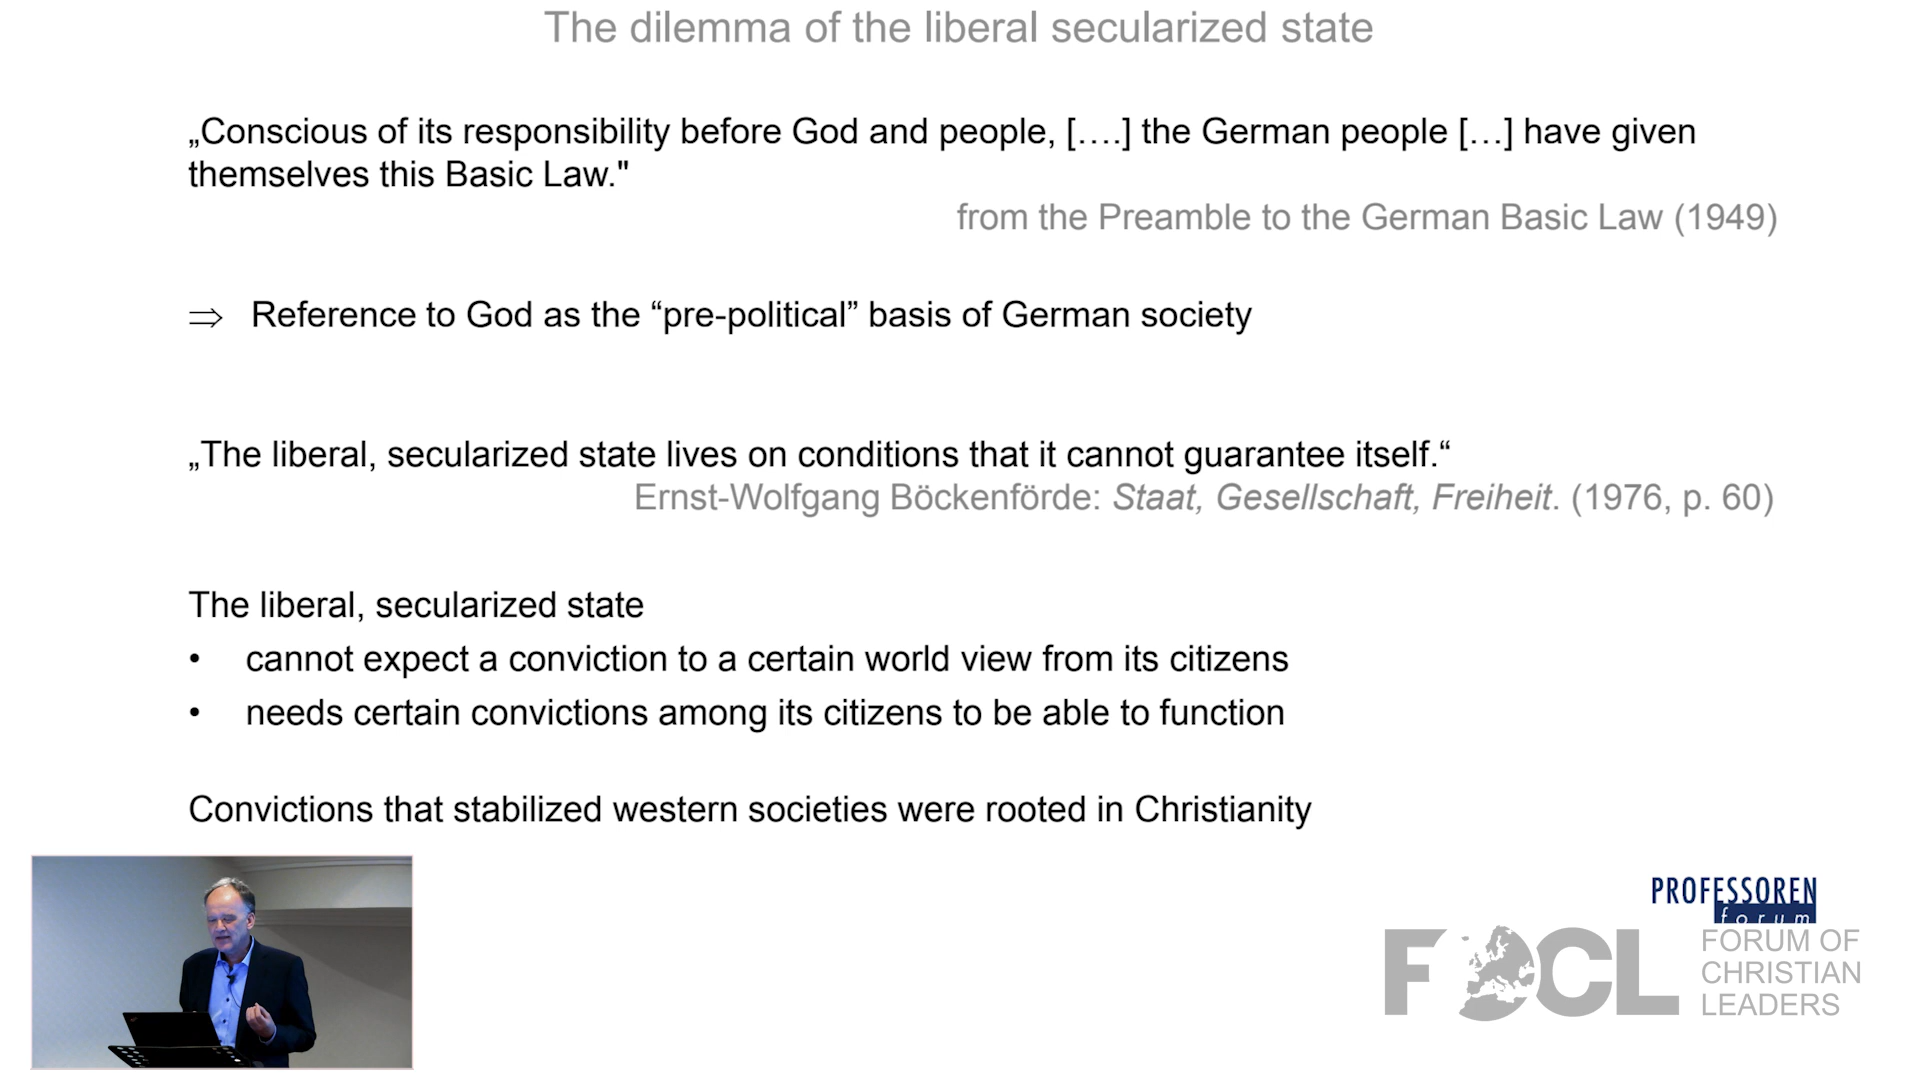 The dilemma of the liberal secularized state
„Conscious of its responsibility before God and people, [….] the German people […] have given
themselves this Basic Law."
from the Preamble to the German Basic Law (1949)
⇒ Reference to God as the “pre-political” basis of German society
„The liberal, secularized state lives on conditions that it cannot guarantee itself.“
Ernst-Wolfgang Böckenförde: Staat, Gesellschaft, Freiheit. (1976, p. 60)
The liberal, secularized state
• cannot expect a conviction to a certain world view from its citizens
• needs certain convictions among its citizens to be able to function
Convictions that stabilized western societies were rooted in Christianity
PROFESSOREN
forum
FOCL
FORUM OF
CHRISTIAN
LEADERS